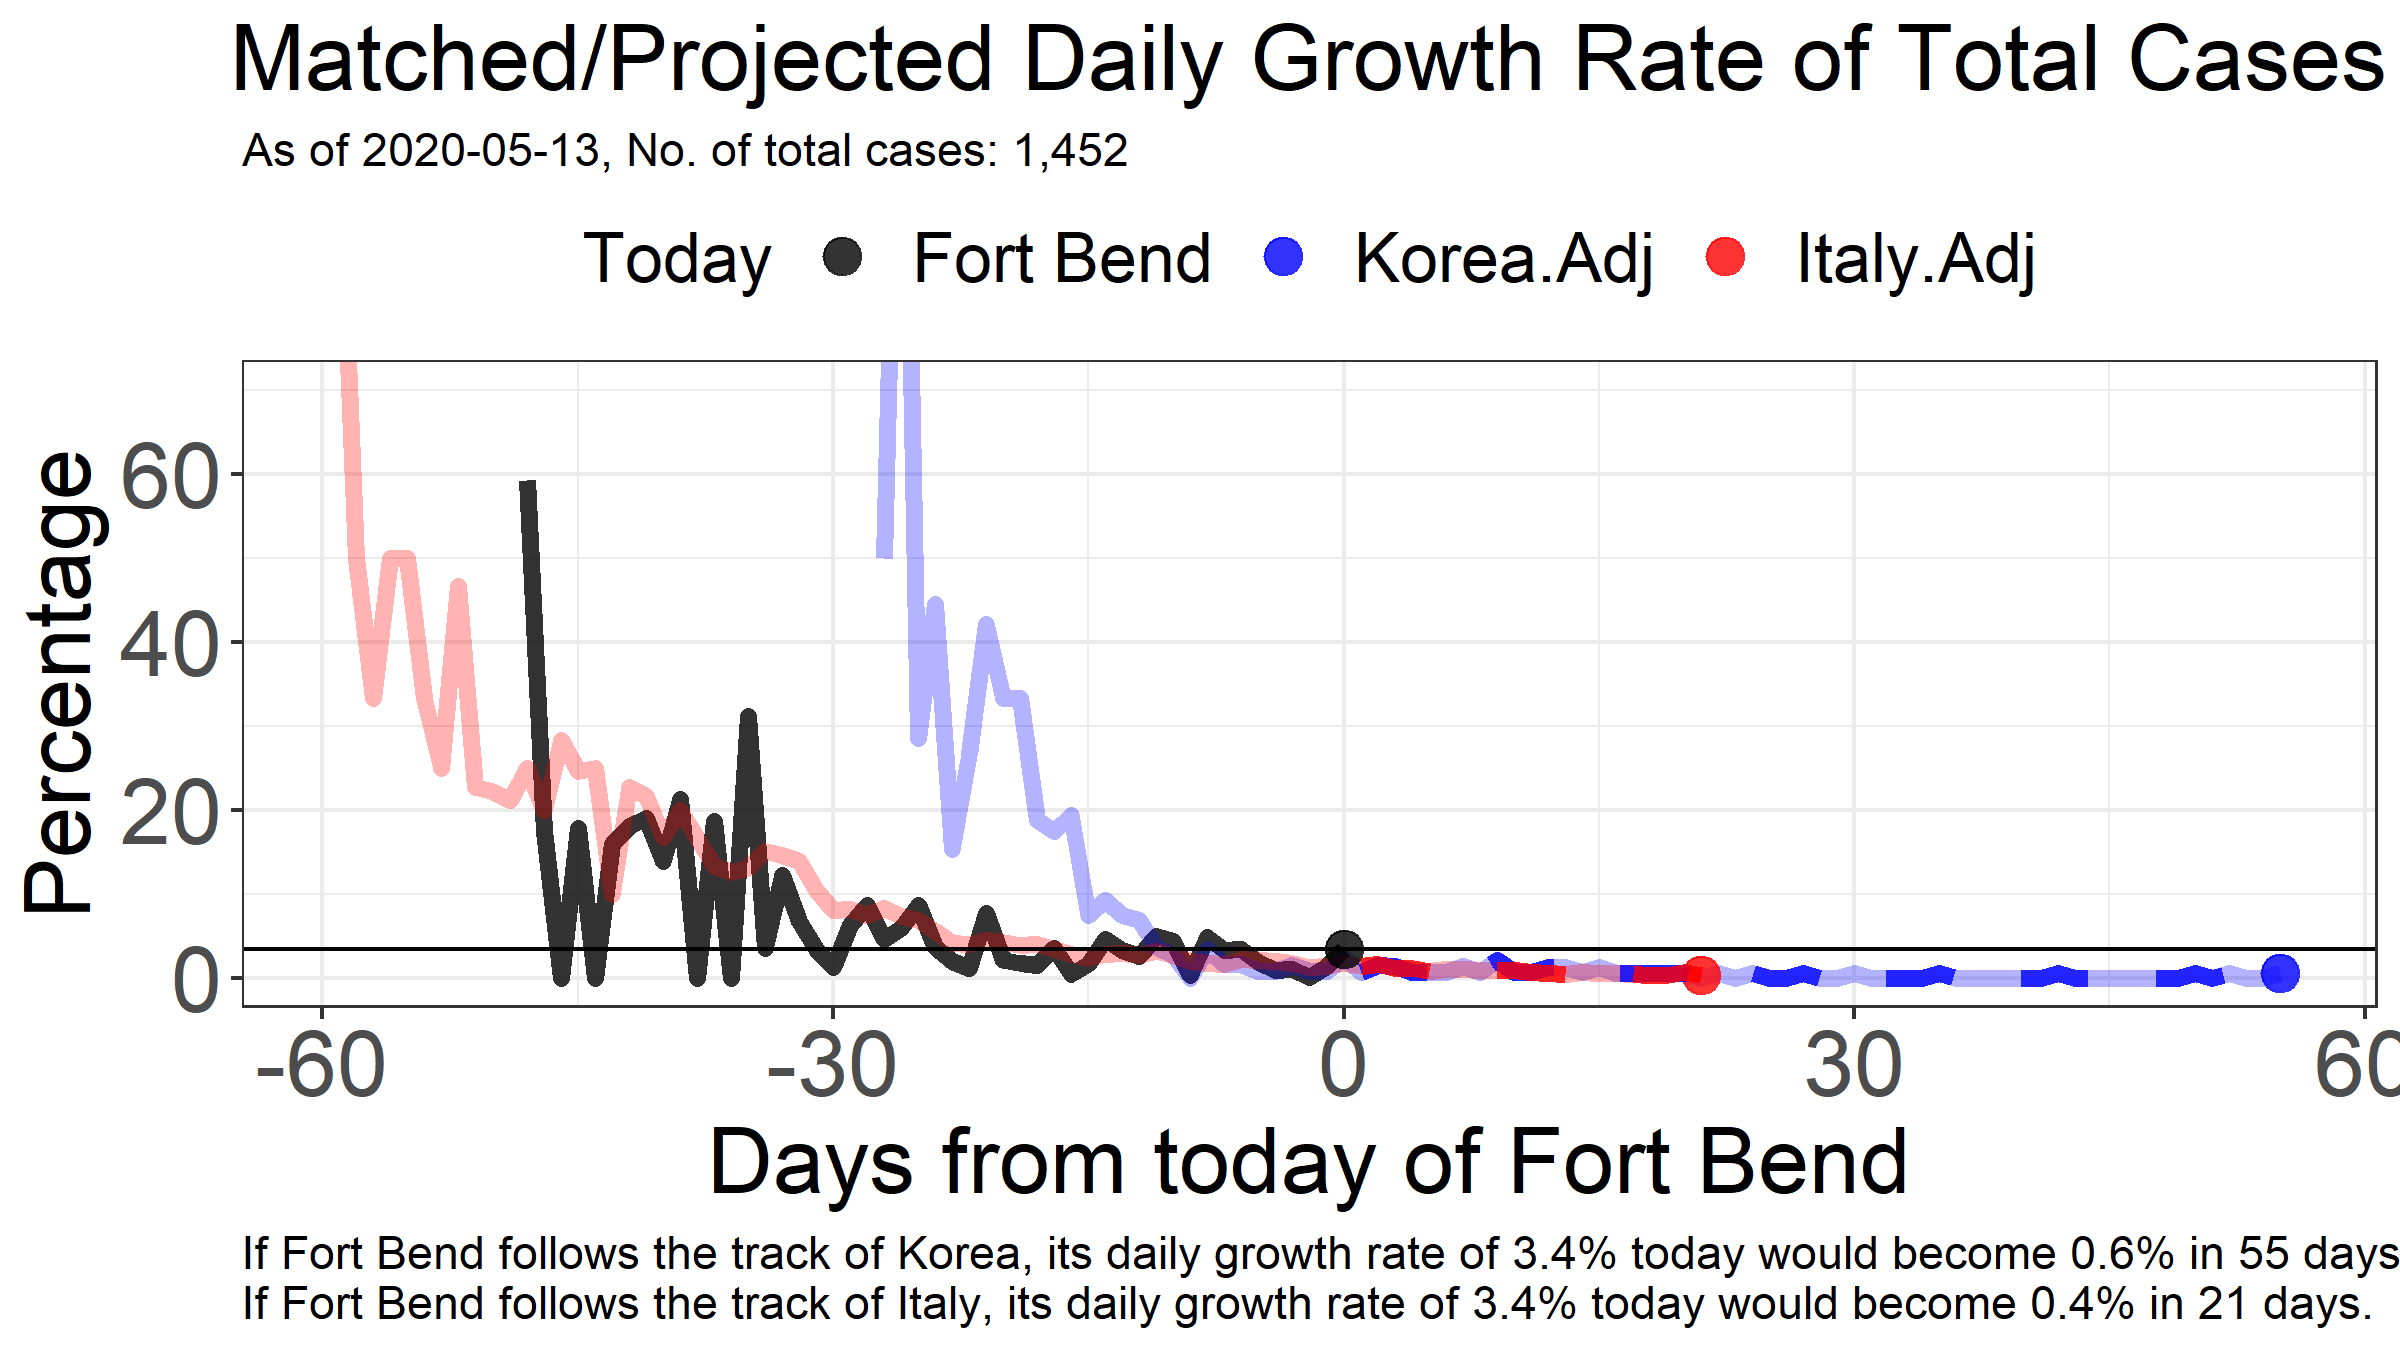 Matched/Projected Daily Growth Rate of Total Cases
As of 2020-05-13, No. of total cases: 1,452
Today Fort Bend Korea.Adj Italy.Adj
Percentage
60
40
20
0
-60 -30 0 30 60
Days from today of Fort Bend
If Fort Bend follows the track of Korea, its daily growth rate of 3.4% today would become 0.6% in 55 days
If Fort Bend follows the track of Italy, its daily growth rate of 3.4% today would become 0.4% in 21 days.